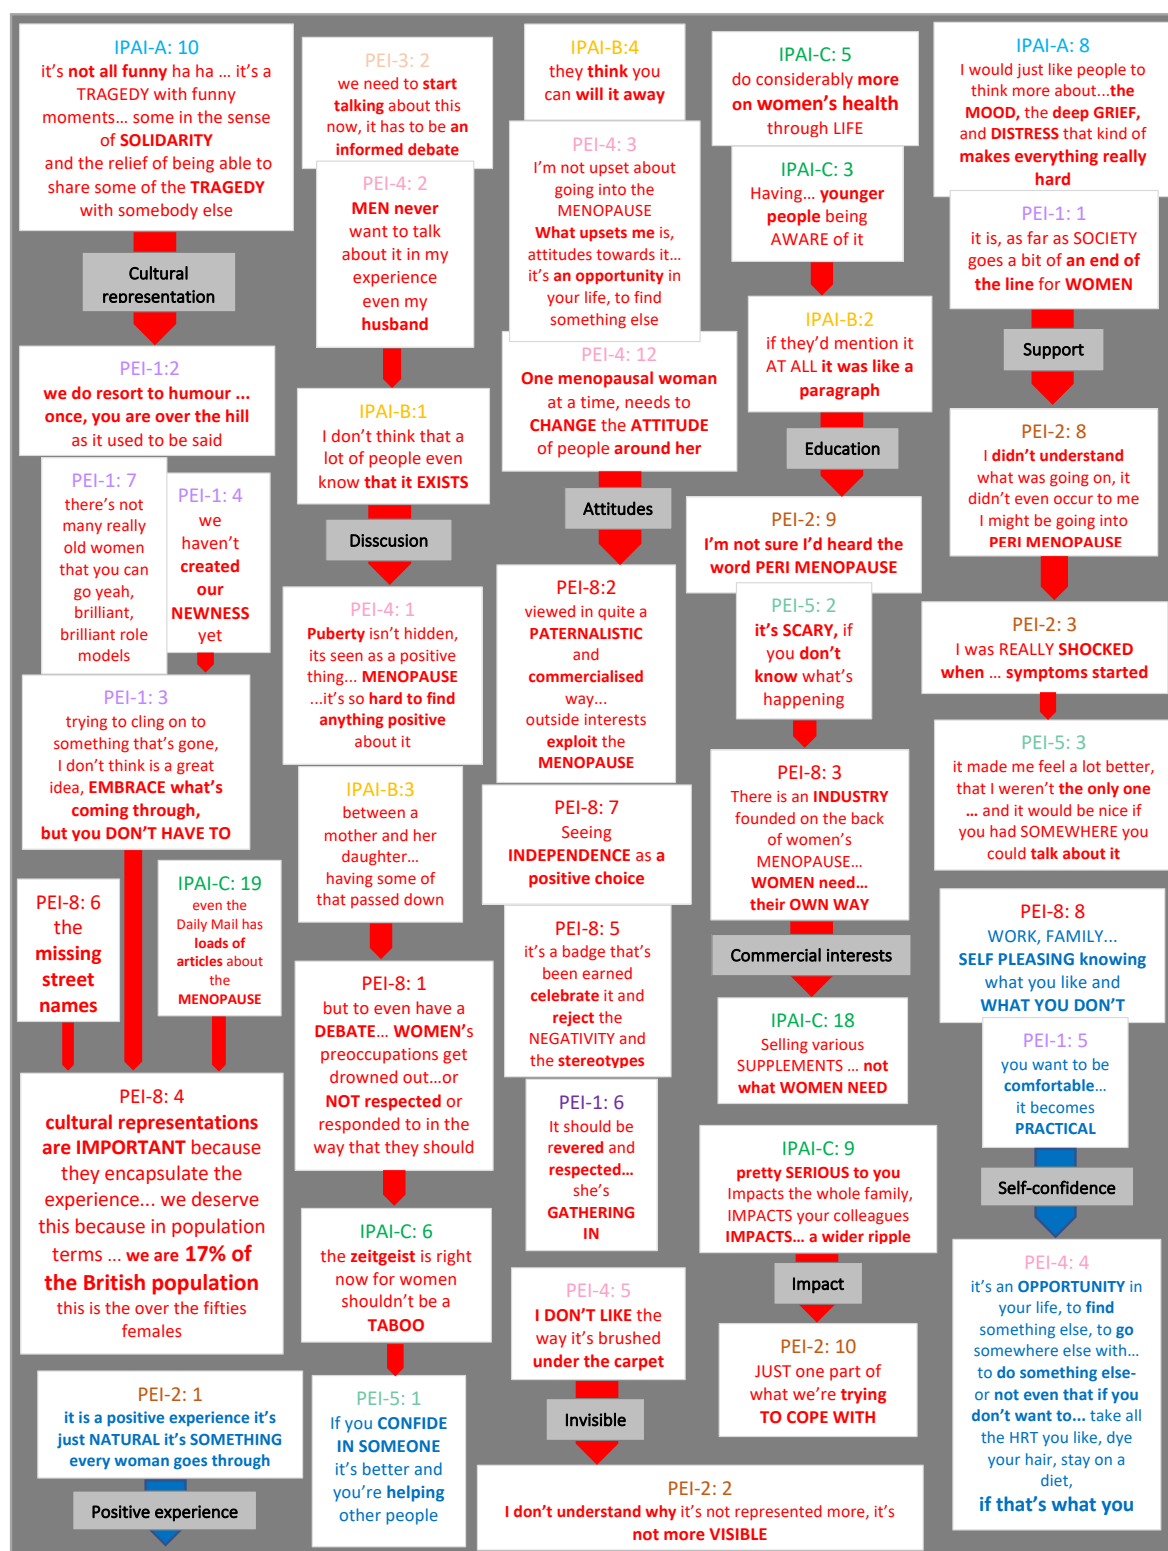 IPAI-A: 10
it's not all funny ha ha ... it's a
TRAGEDY with funny
moments... some in the sense
of SOLIDARITY
and the relief of being able to
share some of the TRAGEDY
with somebody else
Cultural
representation
PEI-1:2
we do resort to humour ...
once, you are over the hill
as it used to be said
PEI-1: 7
there's not
many really
old women
that you can
go yeah,
brilliant,
brilliant role
models
PEI-1: 4
we
haven't
created
our
NEWNESS
yet
PEI-1: 3
trying to cling on to
something that's gone,
I don't think is a great
idea, EMBRACE what's
coming through,
but you DON'T HAVE TO
PEI-8: 6
the
missing
street
names
IPAI-C: 19
even the
Daily Mail has
loads of
articles about
the
MENOPAUSE
PEI-8: 4
cultural representations
are IMPORTANT because
they encapsulate the
experience... we deserve
this because in population
terms ... we are 17% of
the British population
this is the over the fifties
females
PEI-2: 1
it is a positive experience it's
just NATURAL it's SOMETHING
every woman goes through
Positive experience
PEI-3: 2
we need to start
talking about this
now, it has to be an
informed debate
PEI-4: 2
MEN never
want to talk
about it in my
experience
even my
husband
IPAI-B:1
I don't think that a
lot of people even
know that it EXISTS
Disscusion
PEI-4: 1
Puberty isn't hidden,
its seen as a positive
thing... MENOPAUSE
...it's so hard to find
anything positive
about it
IPAI-B:3
between a
mother and her
daughter...
having some of
that passed down
PEI-8: 1
but to even have a
DEBATE... WOMEN's
preoccupations get
drowned out...or
NOT respected or
responded to in the
way that they should
IPAI-C: 6
the zeitgeist is right
now for women
shouldn't be a
TABOO
PEI-5: 1
If you CONFIDE
IN SOMEONE
it's better and
you're helping
other people
IPAI-B:4
they think you
can will it away
PEI-4: 3
I'm not upset about
going into the
MENOPAUSE
What upsets me is,
attitudes towards it...
it's an opportunity in
your life, to find
something else
PEI-4: 12
One menopausal woman
at a time, needs to
CHANGE the ATTITUDE
of people around her
Attitudes
PEI-8:2
viewed in quite a
PATERNALISTIC
and
commercialised
way...
outside interests
exploit the
MENOPAUSE
PEI-8: 7
Seeing
INDEPENDENCE as a
positive choice
PEI-8: 5
it's a badge that's
been earned
celebrate it and
reject the
NEGATIVITY and
the stereotypes
PEI-1: 6
It should be
revered and
respected...
she's
GATHERING
IN
PEI-4: 5
I DON'T LIKE the
way it's brushed
under the carpet
Invisible
PEI-2: 2
I don't understand why it's not represented more, it's
not more VISIBLE
IPAI-C: 5
do considerably more
on women's health
through LIFE
IPAI-C: 3
Having... younger
people being
AWARE of it
IPAI-B:2
if they'd mention it
AT ALL it was like a
paragraph
Education
PEI-2: 9
I'm not sure I'd heard the
word PERI MENOPAUSE
PEI-5: 2
it's SCARY, if
you don't
know what's
happening
PEI-8: 3
There is an INDUSTRY
founded on the back
of women's
MENOPAUSE...
WOMEN need...
their OWN WAY
Commercial interests
IPAI-C: 18
Selling various
SUPPLEMENTS ... not
what WOMEN NEED
IPAI-C: 9
pretty SERIOUS to you
Impacts the whole family,
IMPACTS your colleagues
IMPACTS... a wider ripple
Impact
PEI-2: 10
JUST one part of
what we're trying
TO COPE WITH
IPAI-A: 8
I would just like people to
think more about...the
MOOD, the deep GRIEF,
and DISTRESS that kind of
makes everything really
hard
PEI-1: 1
it is, as far as SOCIETY
goes a bit of an end of
the line for WOMEN
Support
PEI-2: 8
I didn't understand
what was going on, it
didn't even occur to me
I might be going into
PERI MENOPAUSE
PEI-2: 3
I was REALLY SHOCKED
when ... symptoms started
PEI-5: 3
it made me feel a lot better,
that I weren't the only one
... and it would be nice if
you had SOMEWHERE you
could talk about it
PEI-8: 8
WORK, FAMILY...
SELF PLEASING knowing
what you like and
WHAT YOU DON'T
PEI-1: 5
you want to be
comfortable...
it becomes
PRACTICAL
Self-confidence
PEI-4: 4
it's an OPPORTUNITY in
your life, to find
something else, to go
somewhere else with...
to do something else-
or not even that if you
don't want to... take all
the HRT you like, dye
your hair, stay on a
diet,
if that's what you